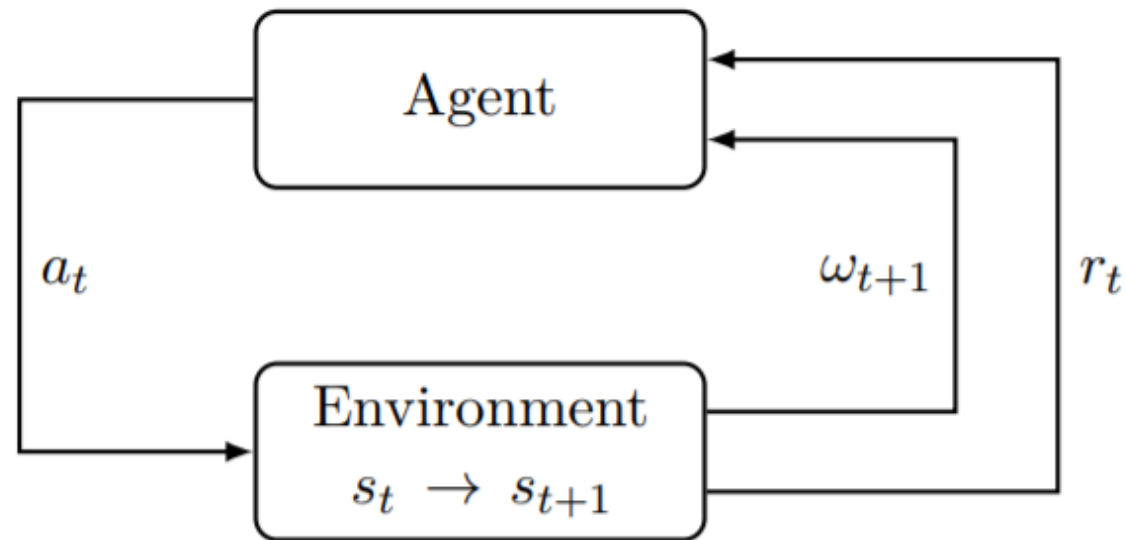 Agent
a_t
ω_{t+1}
r_t
Environment
s_t → s_{t+1}